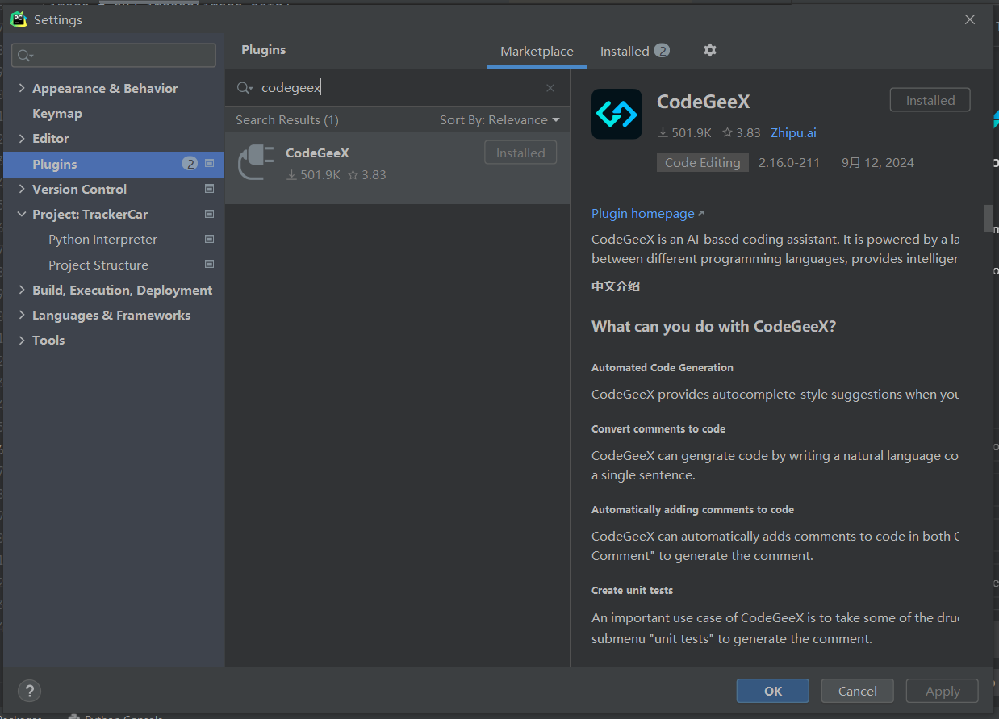 PC
Settings
Plugins
Marketplace
Installed 2
codegeex
Search Results (1)
Sort By: Relevance
CodeGeeX
Installed
501.9K 3.83
Appearance & Behavior
Keymap
Editor
Plugins 2
Version Control
Project: TrackerCar
Python Interpreter
Project Structure
Build, Execution, Deployment
Languages & Frameworks
Tools
CodeGeeX
Installed
501.9K 3.83 Zhipu.ai
Code Editing 2.16.0-211 9月 12, 2024
Plugin homepage
CodeGeeX is an AI-based coding assistant. It is powered by a la
between different programming languages, provides intelligen
中文介绍
What can you do with CodeGeeX?
Automated Code Generation
CodeGeeX provides autocomplete-style suggestions when you
Convert comments to code
CodeGeeX can gengrate code by writing a natural language co
a single sentence.
Automatically adding comments to code
CodeGeeX can automatically adds comments to code in both
Comment" to generate the comment.
Create unit tests
An important use case of CodeGeeX is to take some of the
submenu "unit tests" to generate the comment.
?
OK
Cancel
Apply